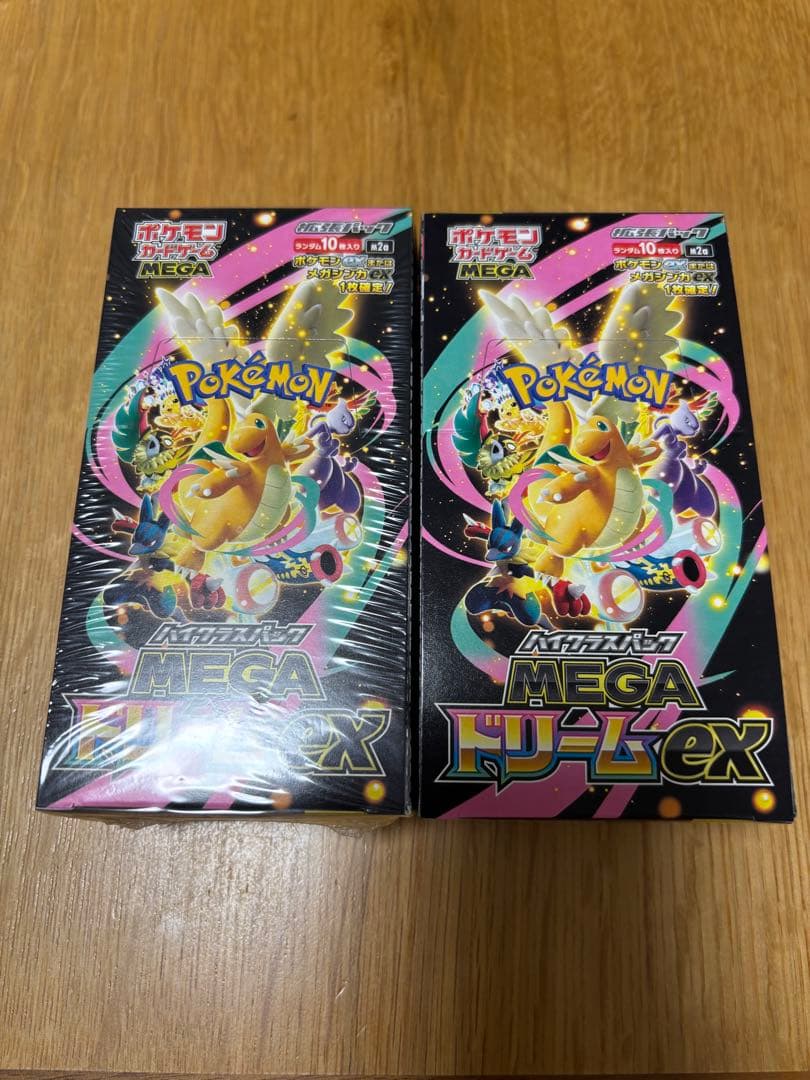 ポケモン
カードゲーム
MEGA
拡張パック
ランダム10枚入り
M2a
ポケモンexまたは
メガシンカex
1枚確定!
Pokémon
ハイクラスパック
MEGA
ドリームex
ポケモン
カードゲーム
MEGA
拡張パック
ランダム10枚入り
M2a
ポケモンexまたは
メガシンカex
1枚確定!
Pokémon
ハイクラスパック
MEGA
ドリームex